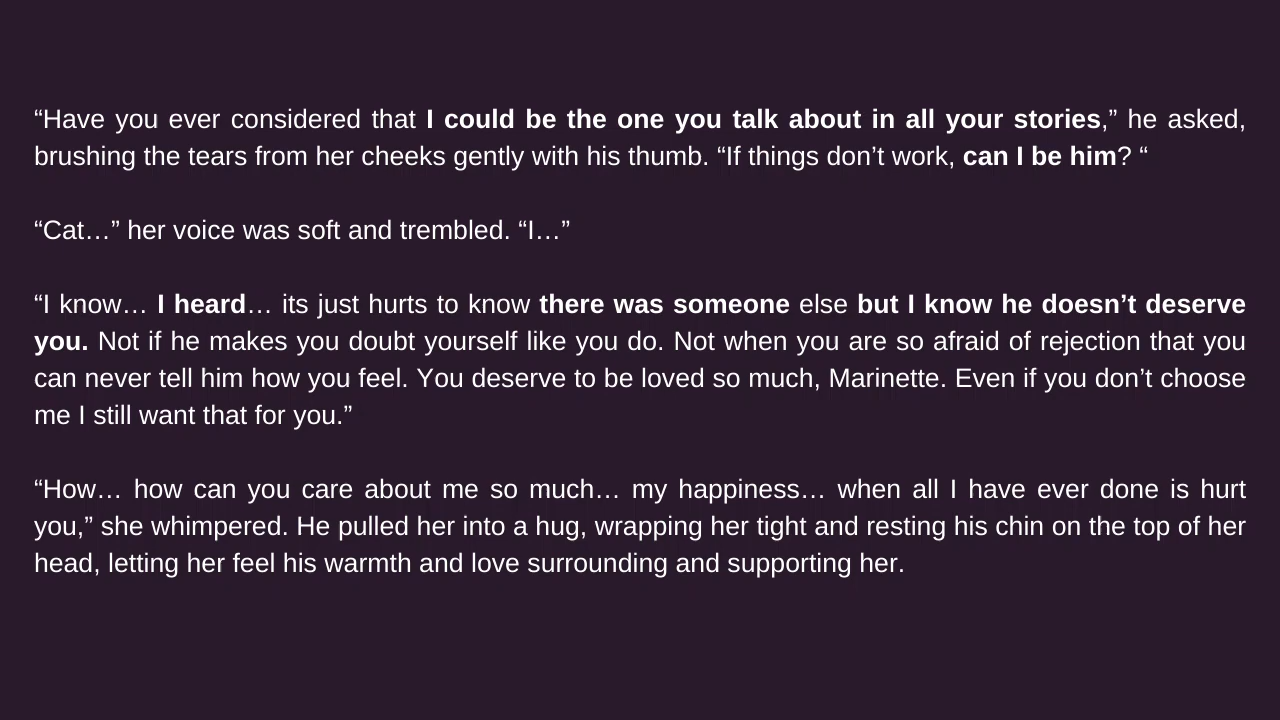 “Have you ever considered that I could be the one you talk about in all your stories,” he asked,
brushing the tears from her cheeks gently with his thumb. “If things don’t work, can I be him? “
“Cat…” her voice was soft and trembled. “I…”
“I know… I heard… its just hurts to know there was someone else but I know he doesn’t deserve
you. Not if he makes you doubt yourself like you do. Not when you are so afraid of rejection that you
can never tell him how you feel. You deserve to be loved so much, Marinette. Even if you don’t choose
me I still want that for you.”
“How… how can you care about me so much… my happiness… when all I have ever done is hurt
you,” she whimpered. He pulled her into a hug, wrapping her tight and resting his chin on the top of her
head, letting her feel his warmth and love surrounding and supporting her.